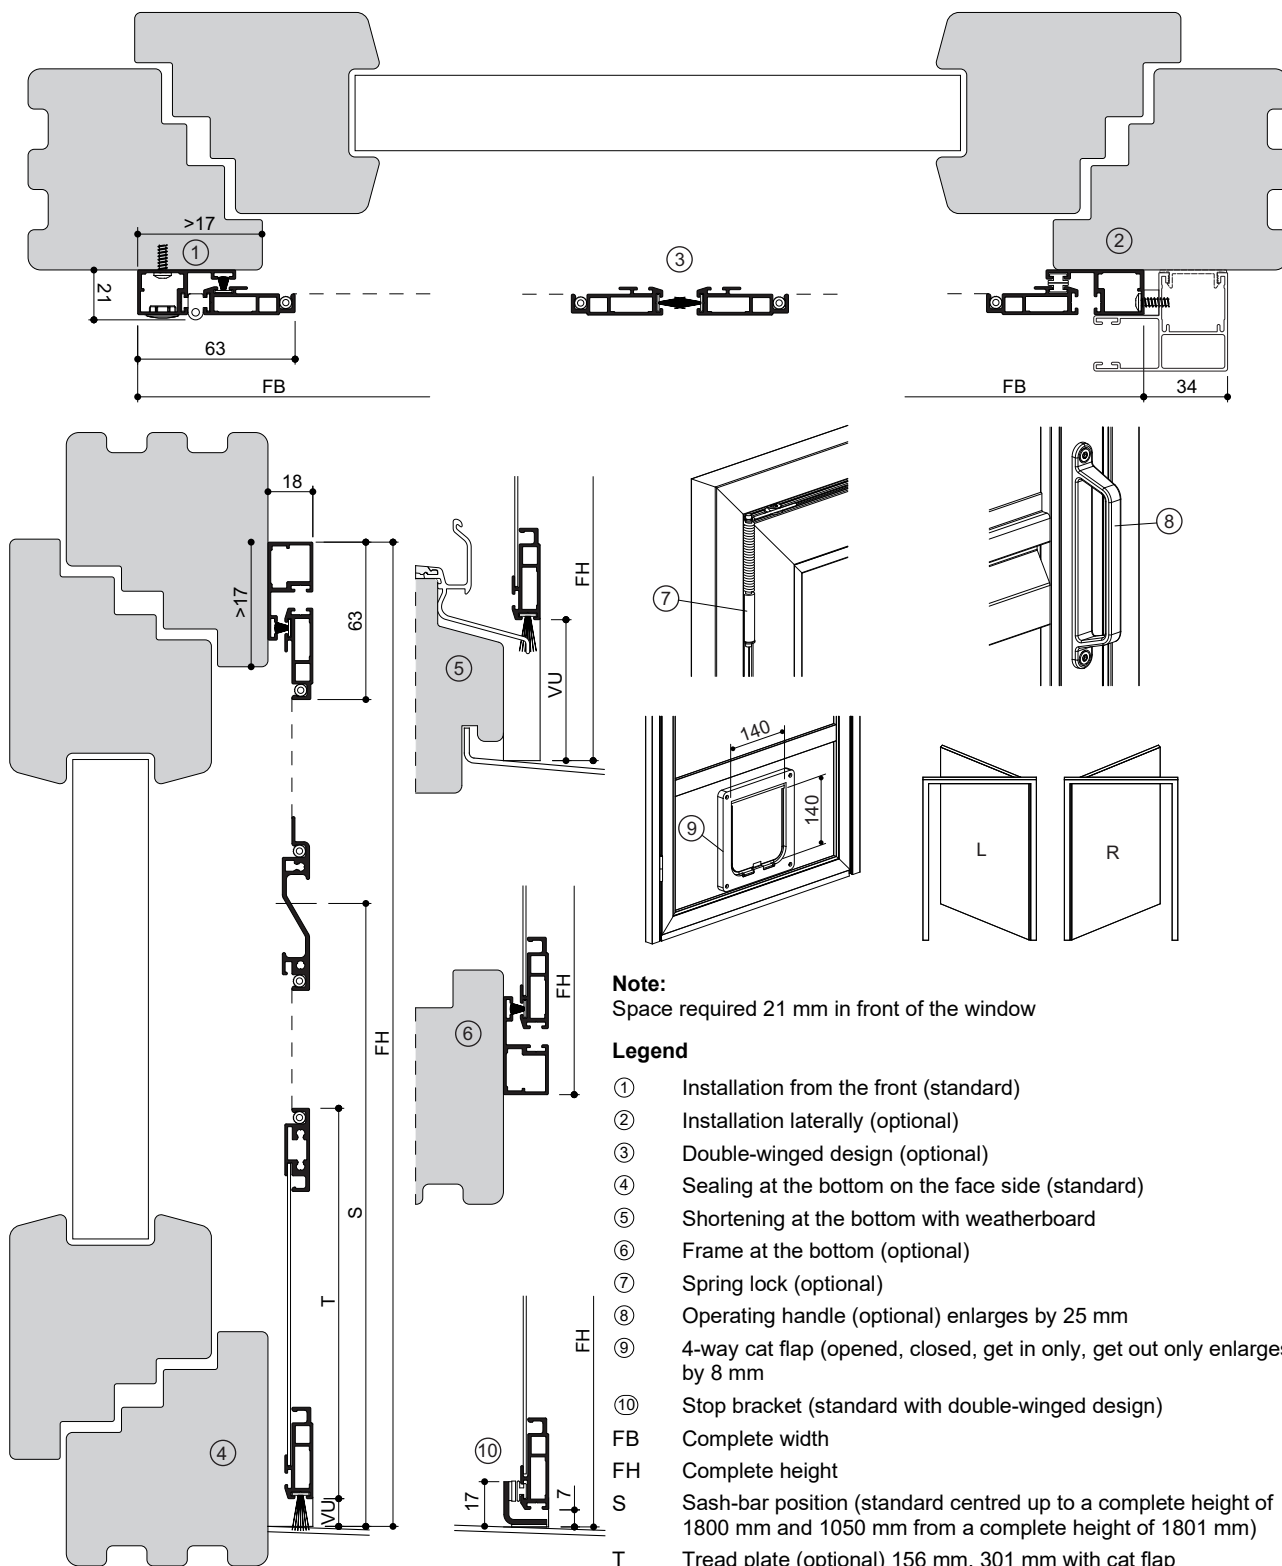 >17
①
②
③
21
63
FB
FB
34
18
>17
63
FH
⑤
VU
FH
⑦
⑧
140
140
⑨
L
R
⑥
FH
S
T
VU
④
FH
⑩
17
7
Note:
Space required 21 mm in front of the window
Legend
① Installation from the front (standard)
② Installation laterally (optional)
③ Double-winged design (optional)
④ Sealing at the bottom on the face side (standard)
⑤ Shortening at the bottom with weatherboard
⑥ Frame at the bottom (optional)
⑦ Spring lock (optional)
⑧ Operating handle (optional) enlarges by 25 mm
⑨ 4-way cat flap (opened, closed, get in only, get out only enlarges
by 8 mm
⑩ Stop bracket (standard with double-winged design)
FB Complete width
FH Complete height
S Sash-bar position (standard centred up to a complete height of
1800 mm and 1050 mm from a complete height of 1801 mm)
T Tread plate (optional) 156 mm, 301 mm with cat flap